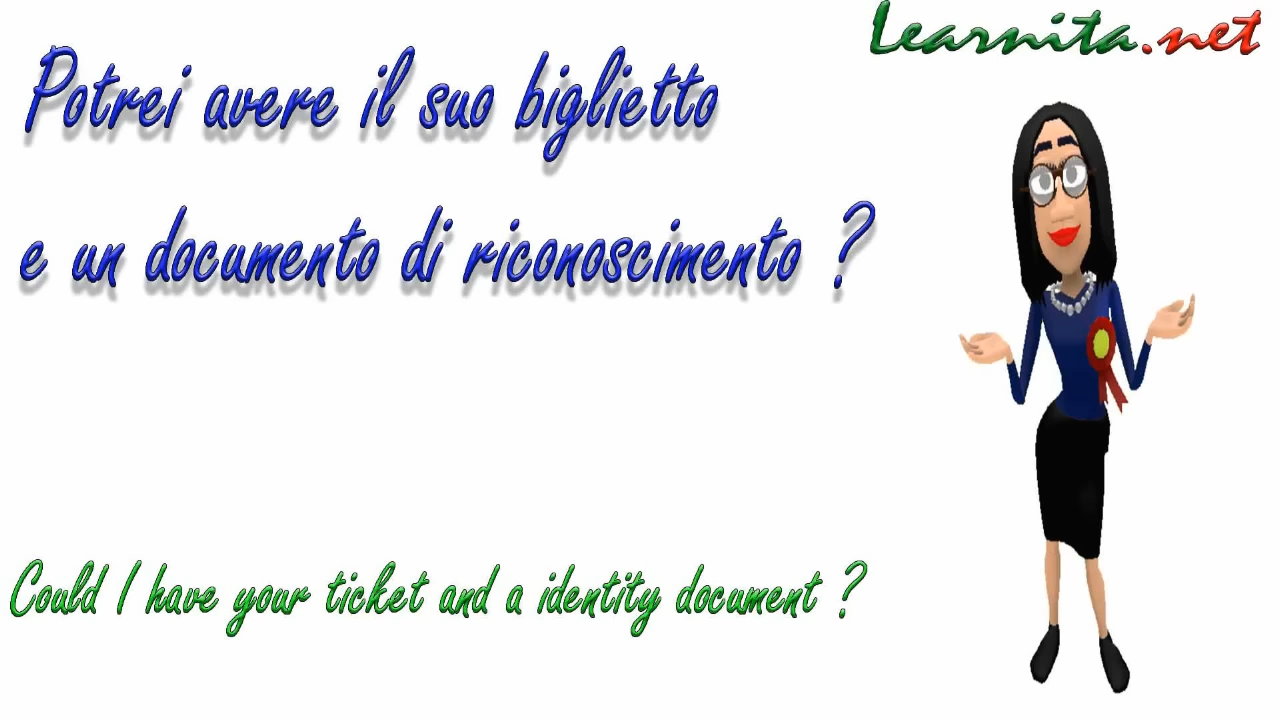 Learnita.net
Potrei avere il suo biglietto
e un documento di riconoscimento ?
Could I have your ticket and a identity document ?